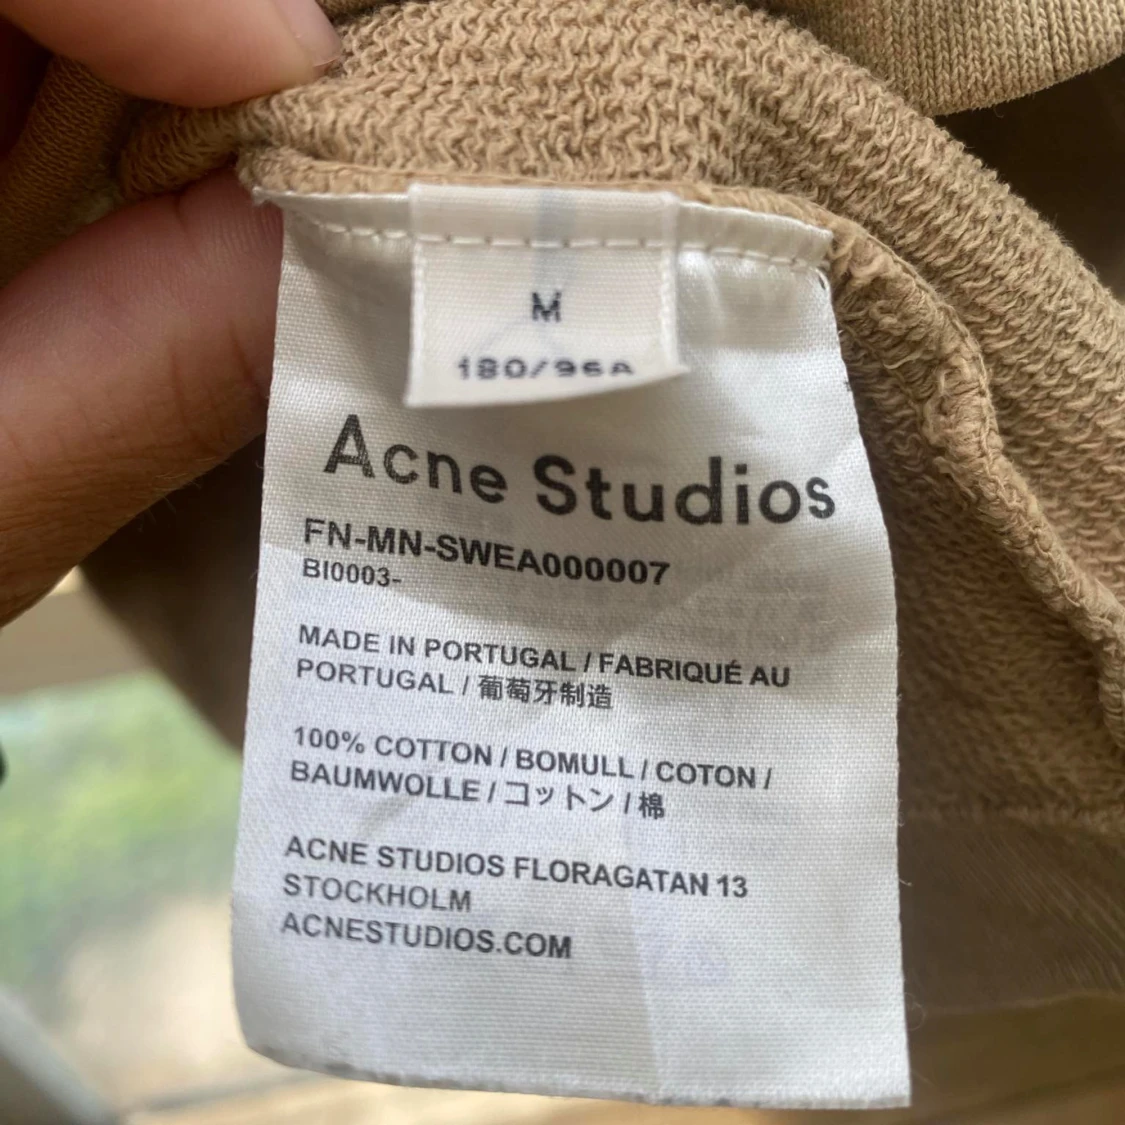 M
180/96A
Acne Studios
FN-MN-SWEA000007
BI0003-
MADE IN PORTUGAL / FABRIQUÉ AU
PORTUGAL / 葡萄牙制造
100% COTTON / BOMULL / COTON /
BAUMWOLLE / コットン / 棉
ACNE STUDIOS FLORAGATAN 13
STOCKHOLM
ACNESTUDIOS.COM